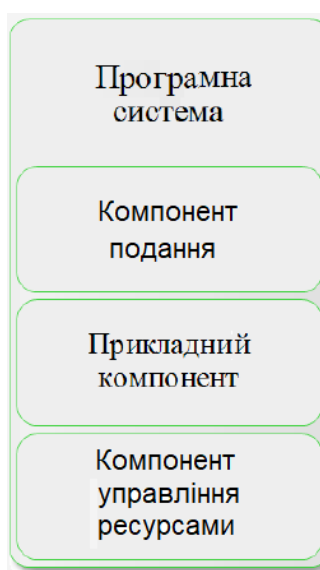 Програмна
система
Компонент
подання
Прикладний
компонент
Компонент
управління
ресурсами